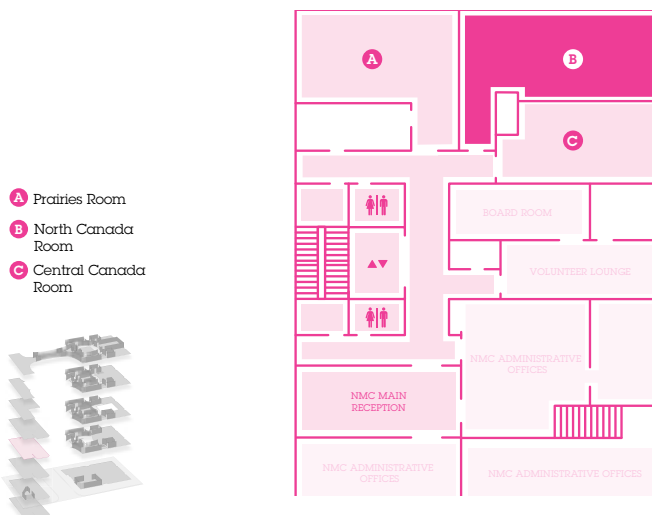 A Prairies Room
B North Canada
Room
C Central Canada
Room
A
B
C
BOARD ROOM
VOLUNTEER LOUNGE
NMC ADMINISTRATIVE
OFFICES
NMC MAIN
RECEPTION
NMC ADMINISTRATIVE
OFFICES
NMC ADMINISTRATIVE OFFICES